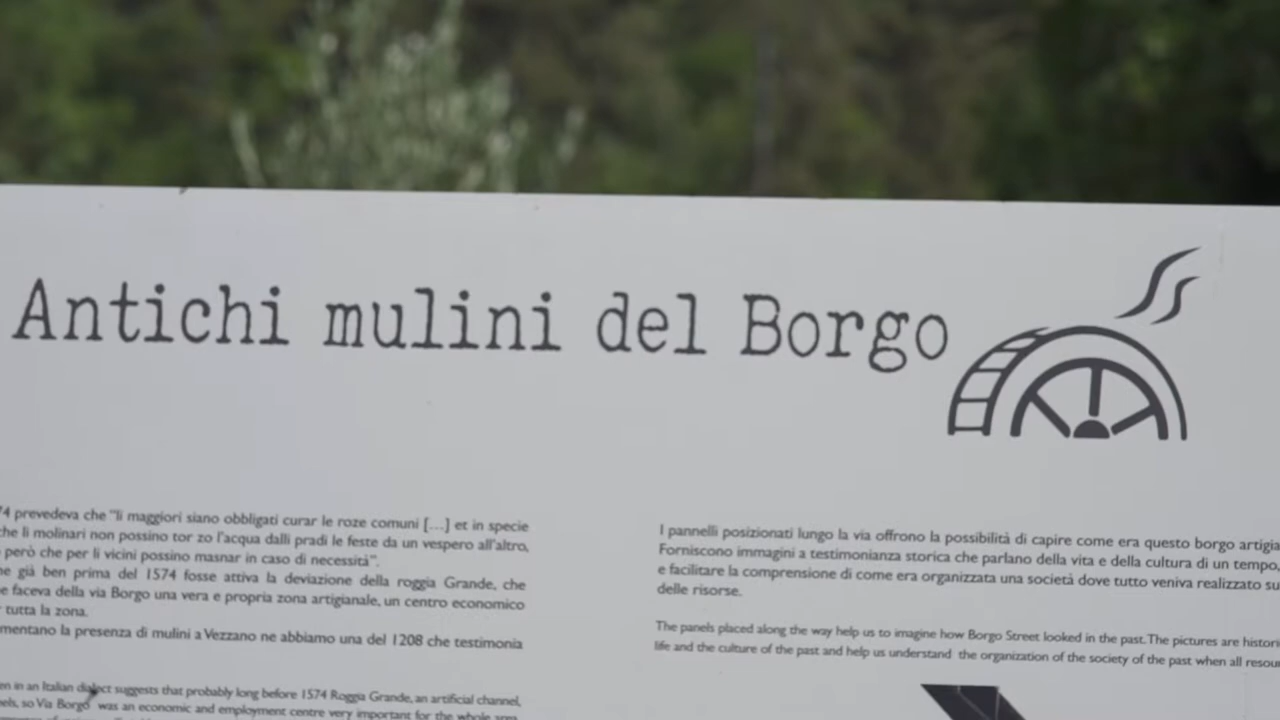 Antichi mulini del Borgo
74 prevedeva che "li maggiori siano obbligati curar le roze comuni [...] et in specie
che li molinari non possino tor zo l'acqua dalli pradi le feste da un vespero all'altro,
però che per li vicini possino masnar in caso di necessità".
già ben prima del 1574 fosse attiva la deviazione della roggia Grande, che
e faceva della via Borgo una vera e propria zona artigianale, un centro economico
tutta la zona.
mentano la presenza di mulini a Vezzano ne abbiamo una del 1208 che testimonia
en in an Italian dialect suggests that probably long before 1574 Roggia Grande, an artificial channel,
eels, so Via Borgo was an economic and employment centre very important for the whole area.
I pannelli posizionati lungo la via offrono la possibilità di capire come era questo borgo artigia
Forniscono immagini a testimonianza storica che parlano della vita e della cultura di un tempo,
e facilitare la comprensione di come era organizzata una società dove tutto veniva realizzato su
delle risorse.
The panels placed along the way help us to imagine how Borgo Street looked in the past. The pictures are histori
life and the culture of the past and help us understand the organization of the society of the past when all resou